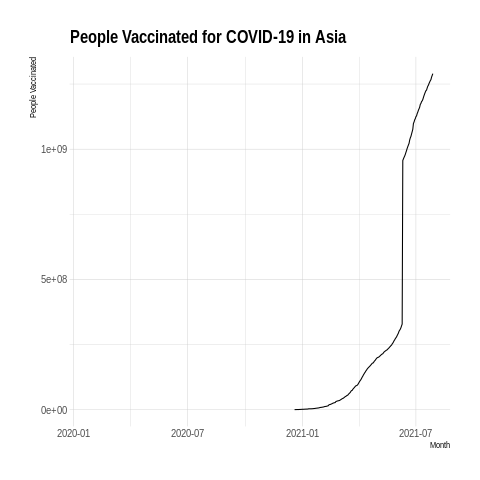 People Vaccinated for COVID-19 in Asia
People Vaccinated
1e+09
5e+08
0e+00
2020-01
2020-07
2021-01
2021-07
Month